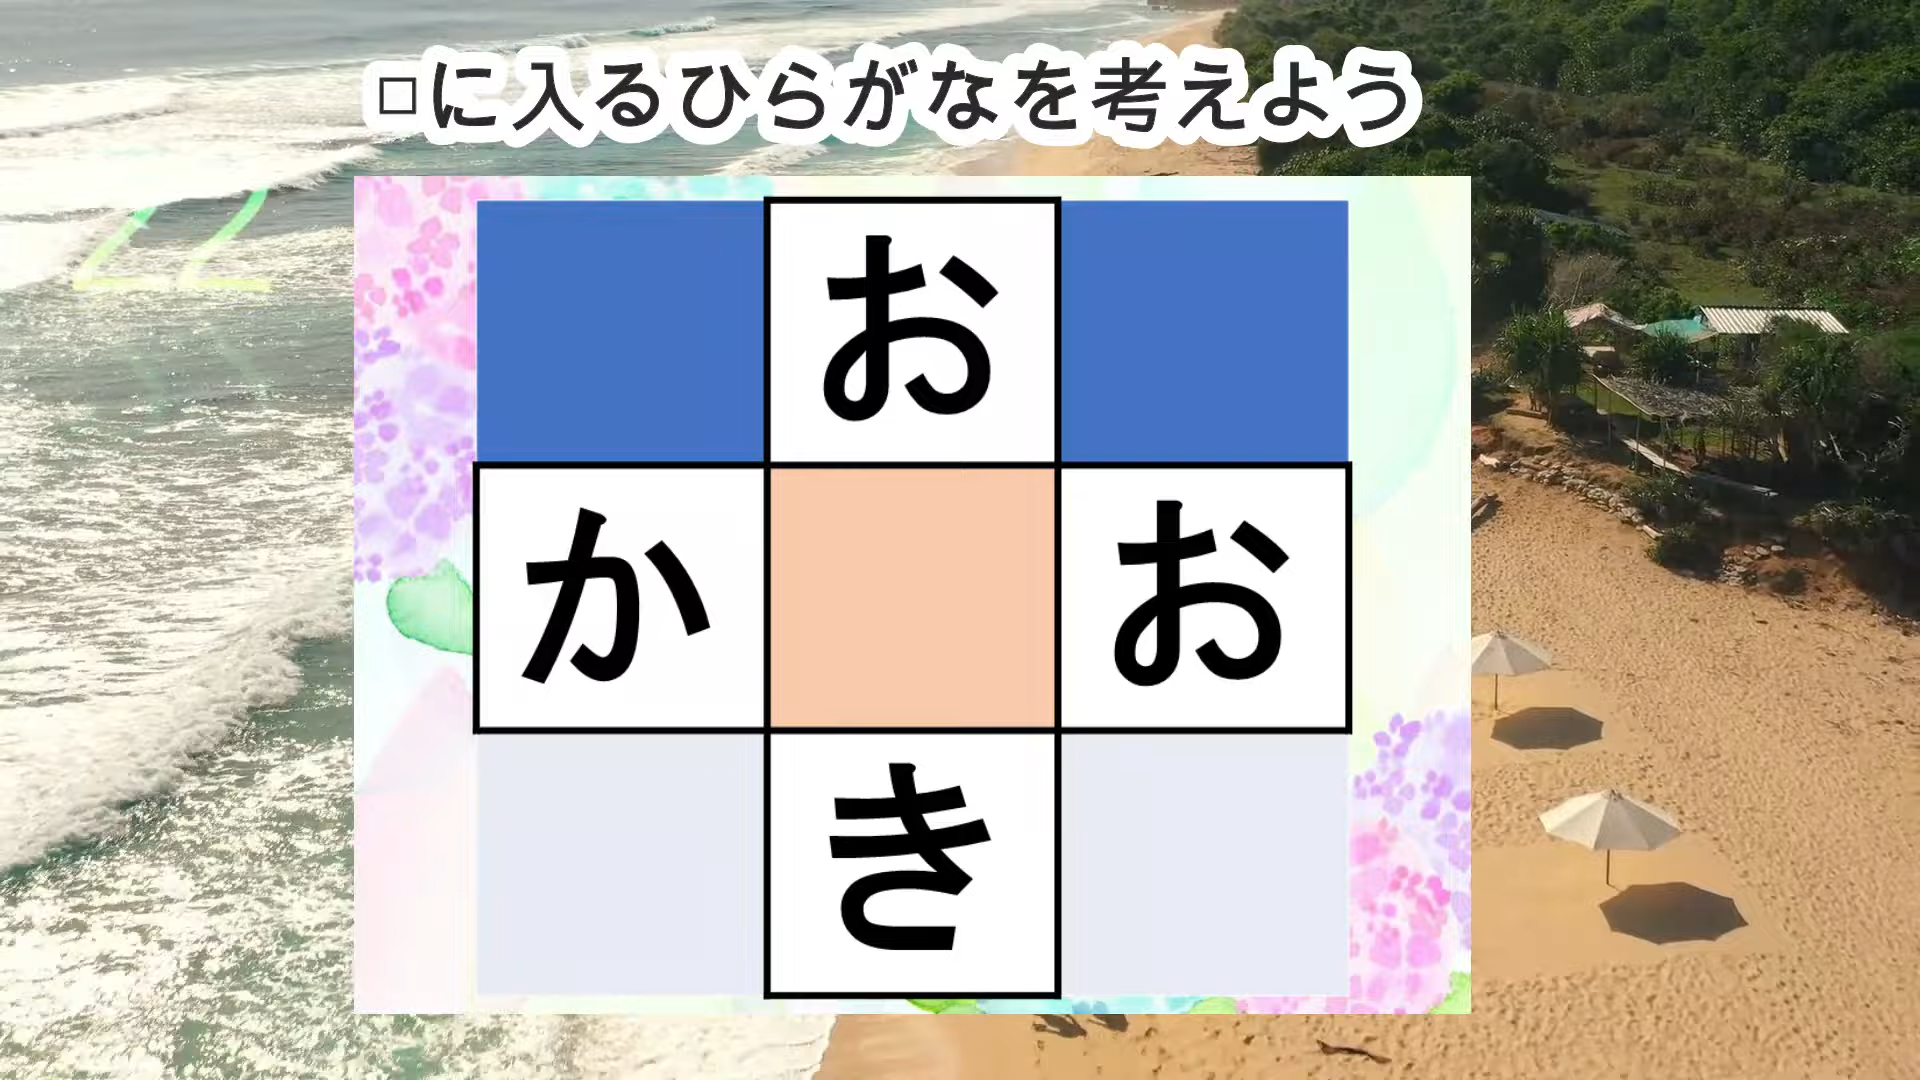 □に入るひらがなを考えよう
お
か お
き